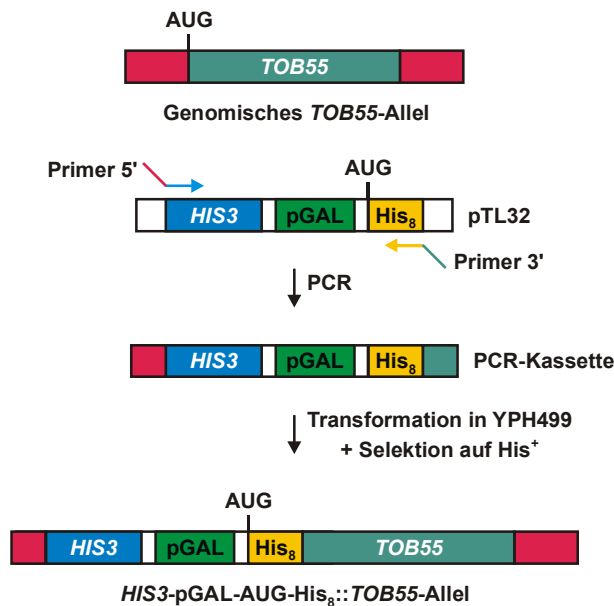 AUG
TOB55
Genomisches TOB55-Allel
Primer 5'
AUG
HIS3 pGAL His₈ pTL32
Primer 3'
PCR
HIS3 pGAL His₈ PCR-Kassette
Transformation in YPH499
+ Selektion auf His⁺
AUG
HIS3 pGAL His₈ TOB55
HIS3-pGAL-AUG-His₈::TOB55-Allel